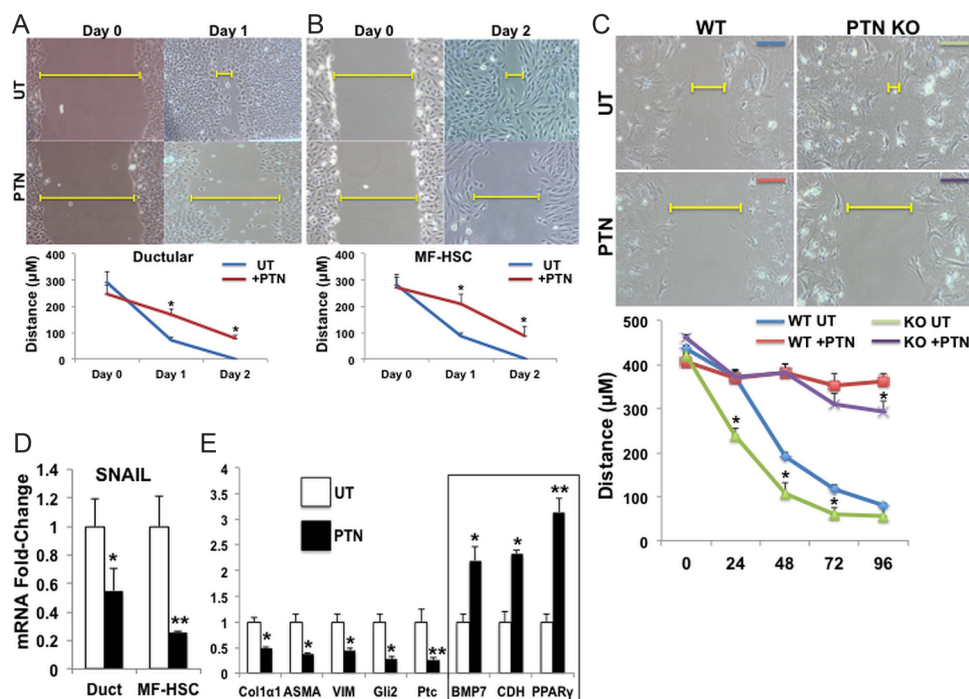 A
Day 0
Day 1
UT
PTN
Distance (µM)
400
300
200
100
0
Ductular
UT
+PTN
*
*
Day 0
Day 1
Day 2
B
Day 0
Day 2
Distance (µM)
400
300
200
100
0
MF-HSC
UT
+PTN
*
*
Day 0
Day 1
Day 2
C
WT
PTN KO
UT
PTN
WT UT
KO UT
WT +PTN
KO +PTN
Distance (µM)
500
400
300
200
100
0
*
*
*
*
0
24
48
72
96
D
SNAIL
mRNA Fold-Change
1.4
1.2
1
0.8
0.6
0.4
0.2
0
*
**
Duct
MF-HSC
E
4
3.5
3
2.5
2
1.5
1
0.5
0
UT
PTN
*
*
*
*
**
*
*
**
Col1α1
ASMA
VIM
Gli2
Ptc
BMP7
CDH
PPARγ